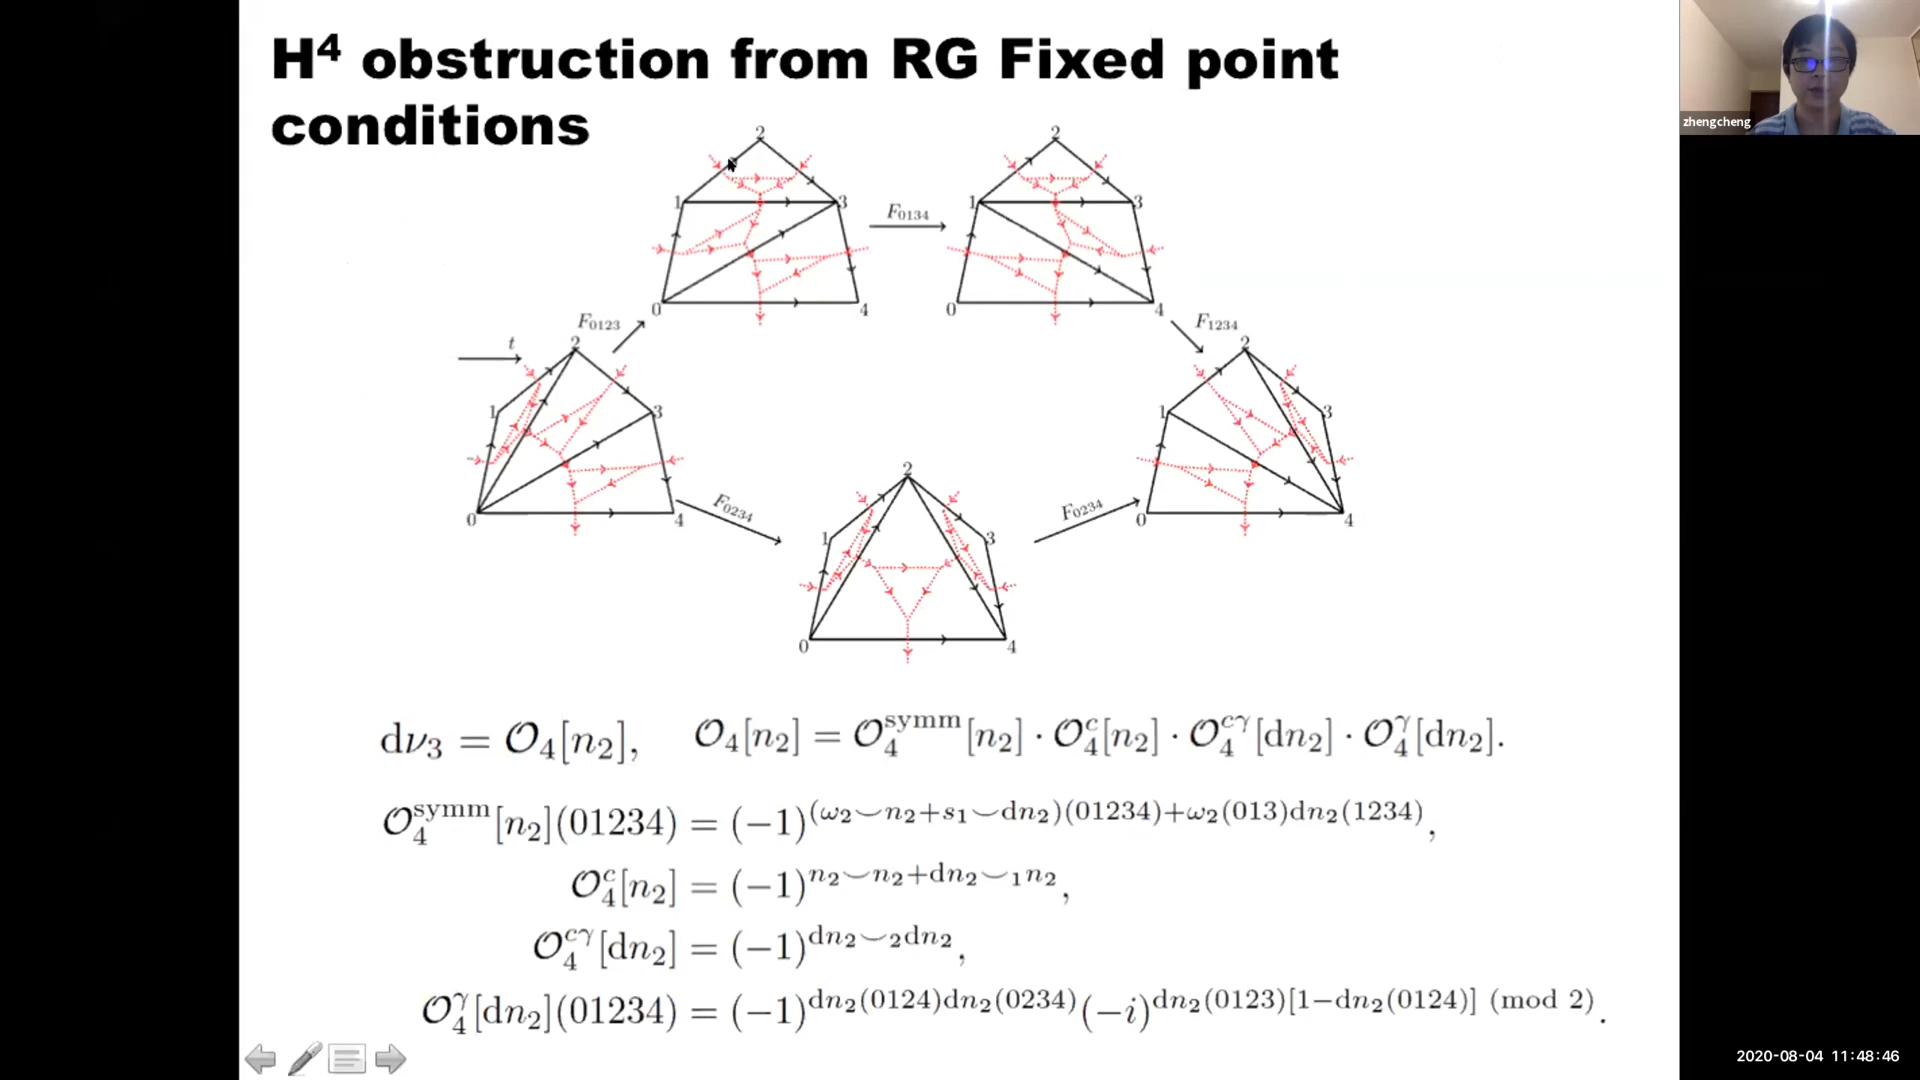 H⁴ obstruction from RG Fixed point
conditions
zhengcheng
2 2
1 3 1 3
F₀₁₃₄
0 4 0 4
F₀₁₂₃ F₁₂₃₄
t 2 2
1 3 1 3
2
0 4 F₀₂₃₄ F₀₂₃₄ 0 4
1 3
0 4
dν₃ = 𝒪₄[n₂], 𝒪₄[n₂] = 𝒪₄^symm[n₂] · 𝒪₄^c[n₂] · 𝒪₄^cγ[dn₂] · 𝒪₄^γ[dn₂].
𝒪₄^symm[n₂](01234) = (−1)^(ω₂⌣n₂+s₁⌣dn₂)(01234)+ω₂(013)dn₂(1234),
𝒪₄^c[n₂] = (−1)^n₂⌣n₂+dn₂⌣₁n₂,
𝒪₄^cγ[dn₂] = (−1)^dn₂⌣₂dn₂,
𝒪₄^γ[dn₂](01234) = (−1)^dn₂(0124)dn₂(0234)(−i)^dn₂(0123)[1−dn₂(0124)] (mod 2).
2020-08-04 11:48:46